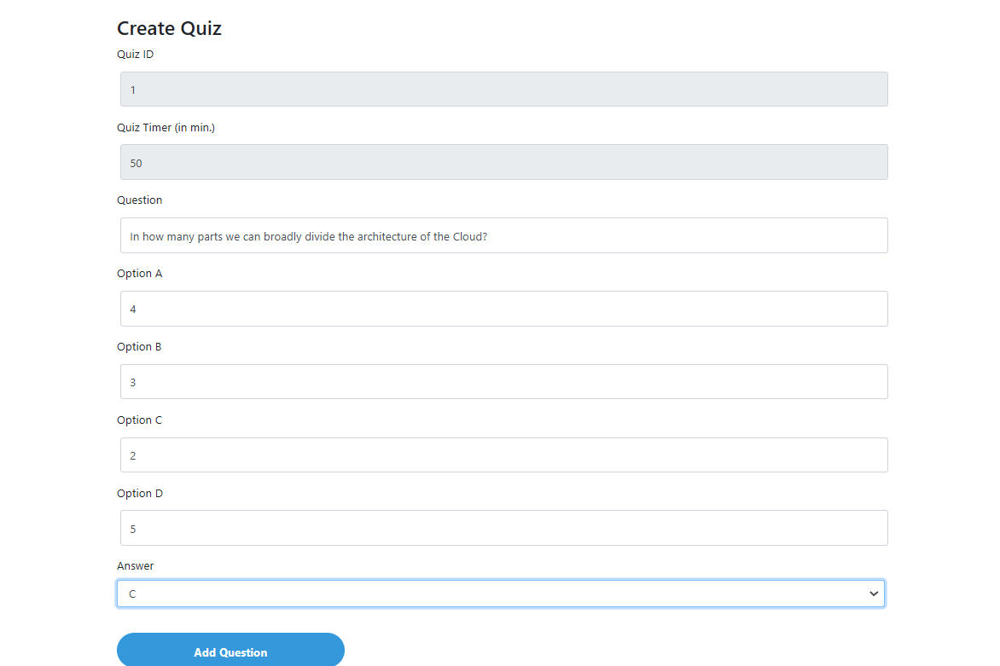 Create Quiz
Quiz ID
1
Quiz Timer (in min.)
50
Question
In how many parts we can broadly divide the architecture of the Cloud?
Option A
4
Option B
3
Option C
2
Option D
5
Answer
C
Add Question